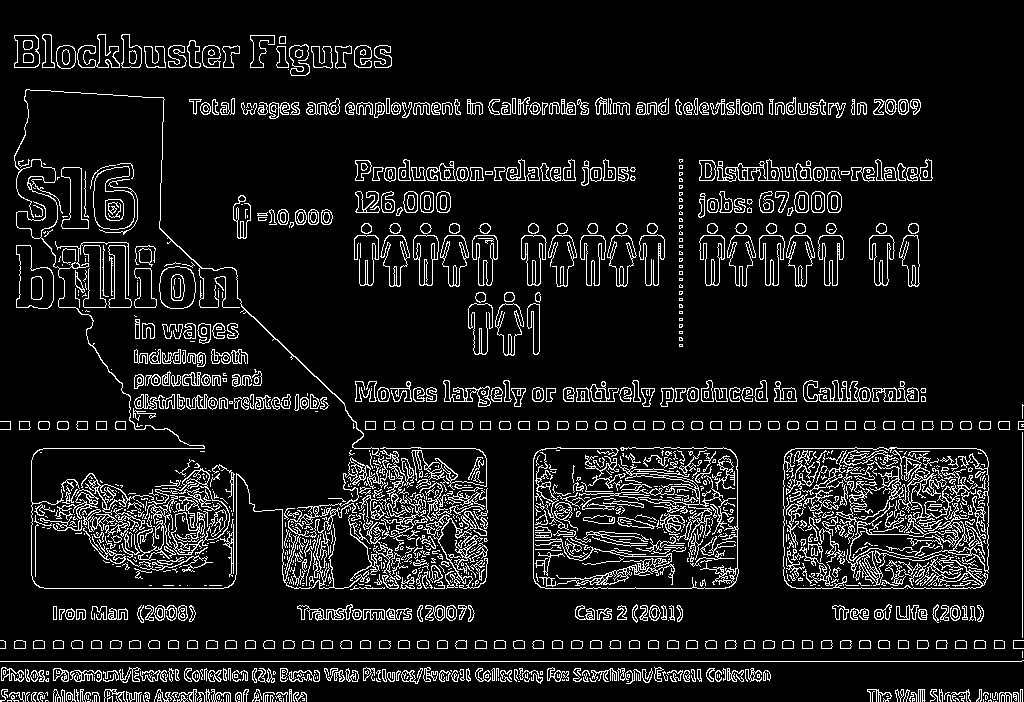 Blockbuster Figures
Total wages and employment in California's film and television industry in 2009
$16
billion
in wages
including both
production- and
distribution-related jobs
=10,000
Production-related jobs:
126,000
Distribution-related
jobs: 67,000
Movies largely or entirely produced in California:
Iron Man (2008)
Transformers (2007)
Cars 2 (2011)
Tree of Life (2011)
Photos: Paramount/Everett Collection (2); Buena Vista Pictures/Everett Collection; Fox Searchlight/Everett Collection
Source: Motion Picture Association of America
The Wall Street Journal